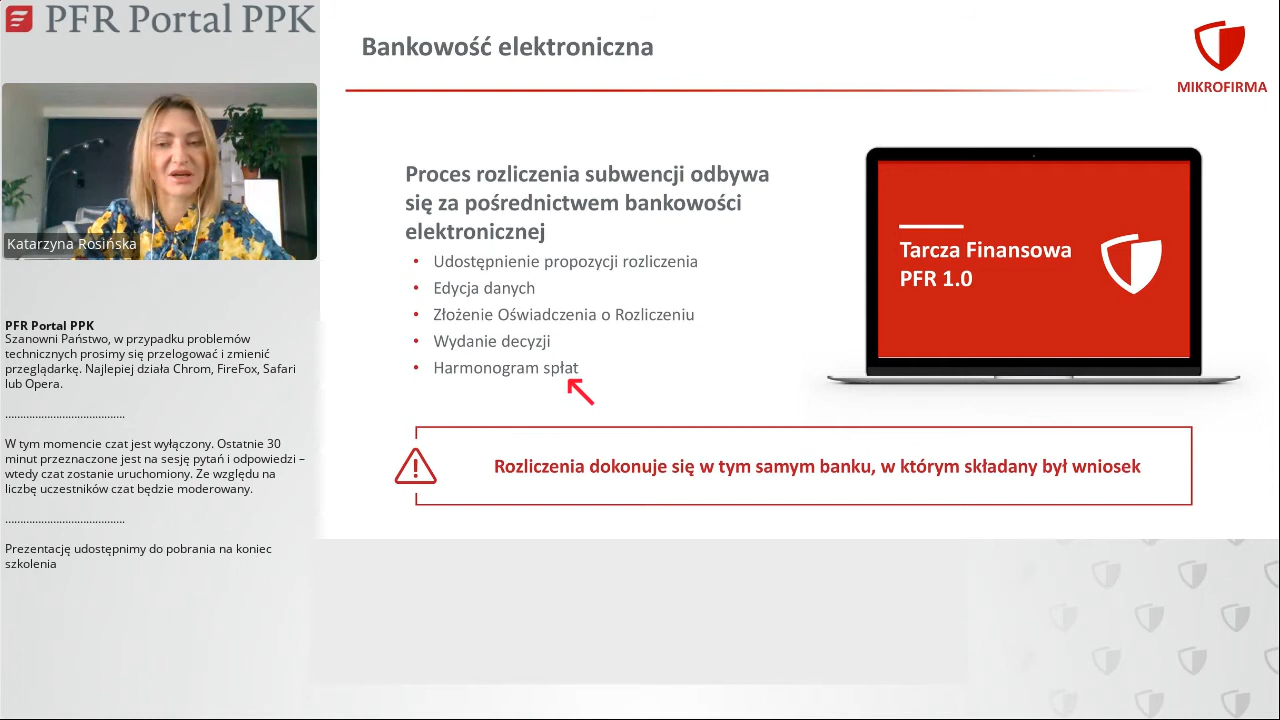 PFR Portal PPK
Katarzyna Rosińska
PFR Portal PPK
Szanowni Państwo, w przypadku problemów
technicznych prosimy się przelogować i zmienić
przeglądarkę. Najlepiej działa Chrom, FireFox, Safari
lub Opera.
........................................
W tym momencie czat jest wyłączony. Ostatnie 30
minut przeznaczone jest na sesję pytań i odpowiedzi –
wtedy czat zostanie uruchomiony. Ze względu na
liczbę uczestników czat będzie moderowany.
........................................
Prezentację udostępnimy do pobrania na koniec
szkolenia
Bankowość elektroniczna
MIKROFIRMA
Proces rozliczenia subwencji odbywa
się za pośrednictwem bankowości
elektronicznej
• Udostępnienie propozycji rozliczenia
• Edycja danych
• Złożenie Oświadczenia o Rozliczeniu
• Wydanie decyzji
• Harmonogram spłat
Tarcza Finansowa
PFR 1.0
Rozliczenia dokonuje się w tym samym banku, w którym składany był wniosek